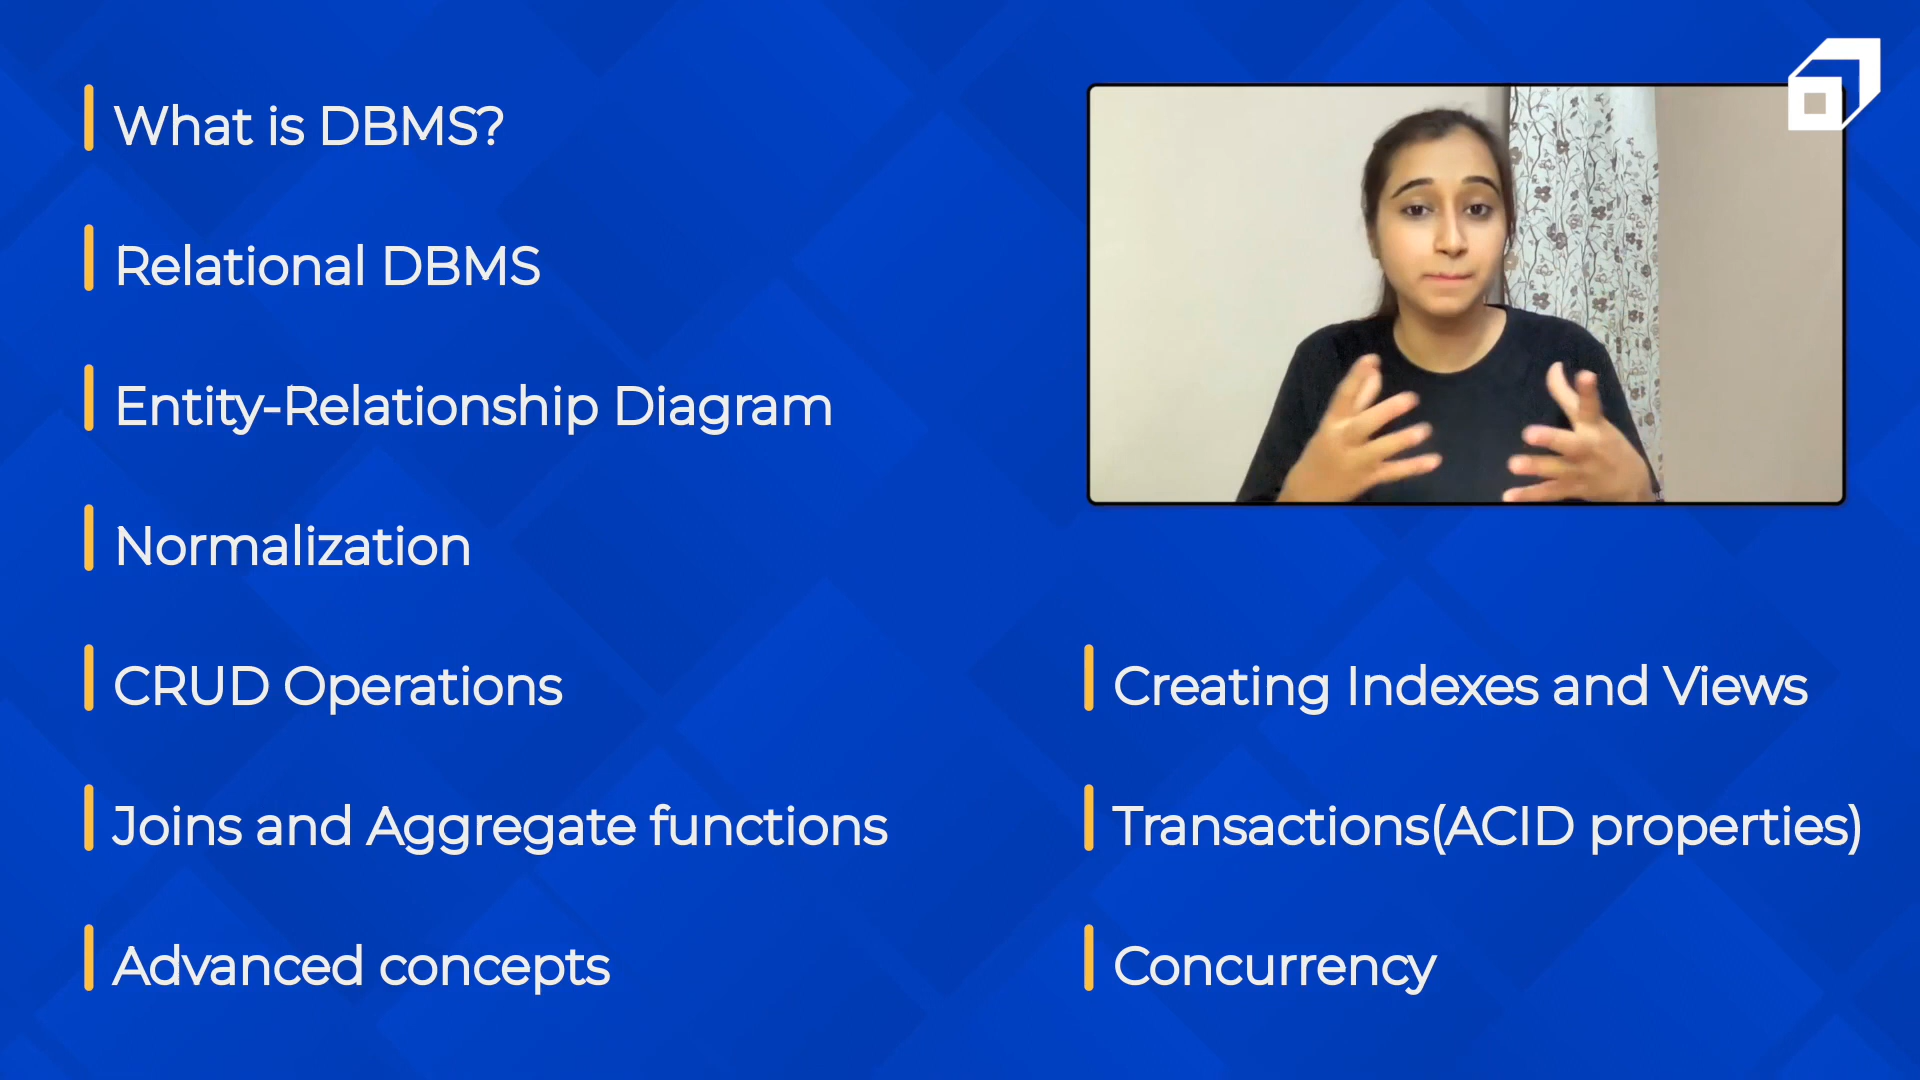 What is DBMS?
Relational DBMS
Entity-Relationship Diagram
Normalization
CRUD Operations
Joins and Aggregate functions
Advanced concepts
Creating Indexes and Views
Transactions(ACID properties)
Concurrency